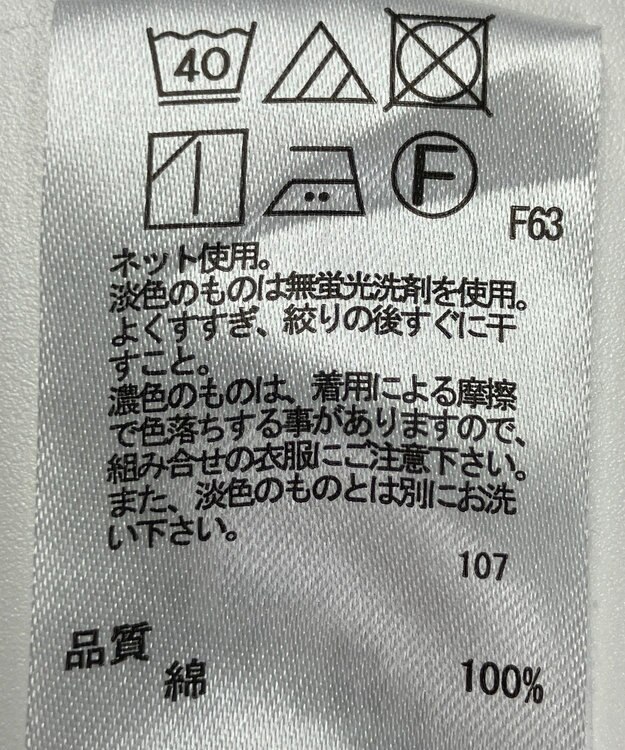 40
F
F63
ネット使用。
淡色のものは無蛍光洗剤を使用。
よくすすぎ、絞りの後すぐに干
すこと。
濃色のものは、着用による摩擦
で色落ちする事がありますので、
組み合せの衣服にご注意下さい。
また、淡色のものとは別にお洗
い下さい。
107
品質
綿 100%